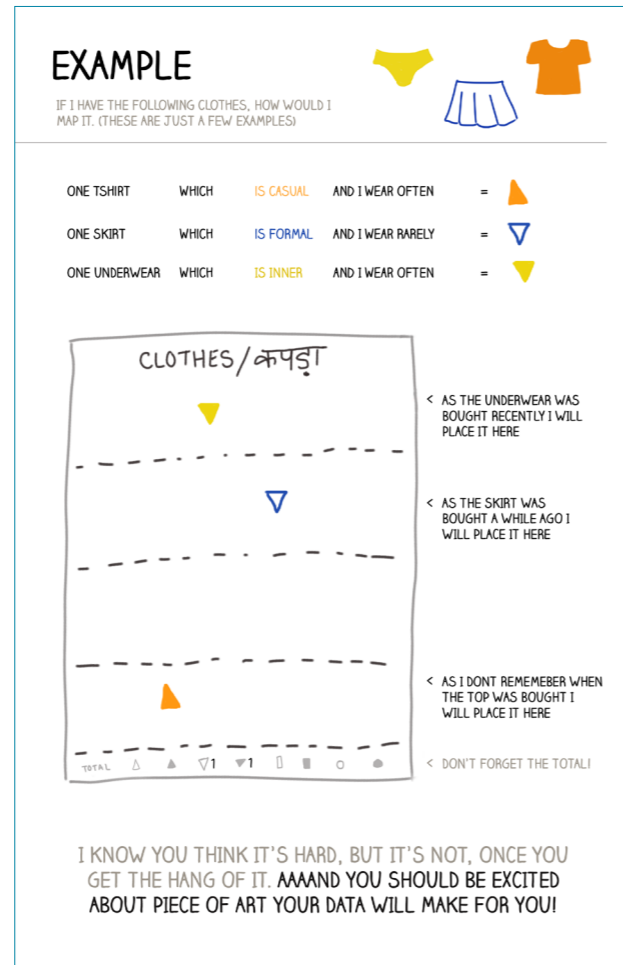 EXAMPLE
IF I HAVE THE FOLLOWING CLOTHES, HOW WOULD I
MAP IT. (THESE ARE JUST A FEW EXAMPLES)
ONE TSHIRT WHICH IS CASUAL AND I WEAR OFTEN =
ONE SKIRT WHICH IS FORMAL AND I WEAR RARELY =
ONE UNDERWEAR WHICH IS INNER AND I WEAR OFTEN =
CLOTHES/कपड़ा
< AS THE UNDERWEAR WAS
BOUGHT RECENTLY I WILL
PLACE IT HERE
< AS THE SKIRT WAS
BOUGHT A WHILE AGO I
WILL PLACE IT HERE
< AS I DONT REMEMEBER WHEN
THE TOP WAS BOUGHT I
WILL PLACE IT HERE
TOTAL 1 1
< DON'T FORGET THE TOTAL!
I KNOW YOU THINK IT'S HARD, BUT IT'S NOT, ONCE YOU
GET THE HANG OF IT. AAAAND YOU SHOULD BE EXCITED
ABOUT PIECE OF ART YOUR DATA WILL MAKE FOR YOU!